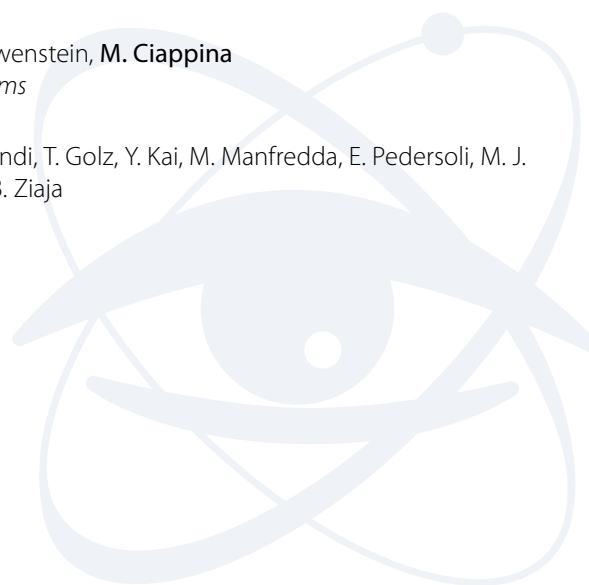 wenstein, M. Ciappina
ms
ndi, T. Golz, Y. Kai, M. Manfredda, E. Pedersoli, M. J.
. Ziaja